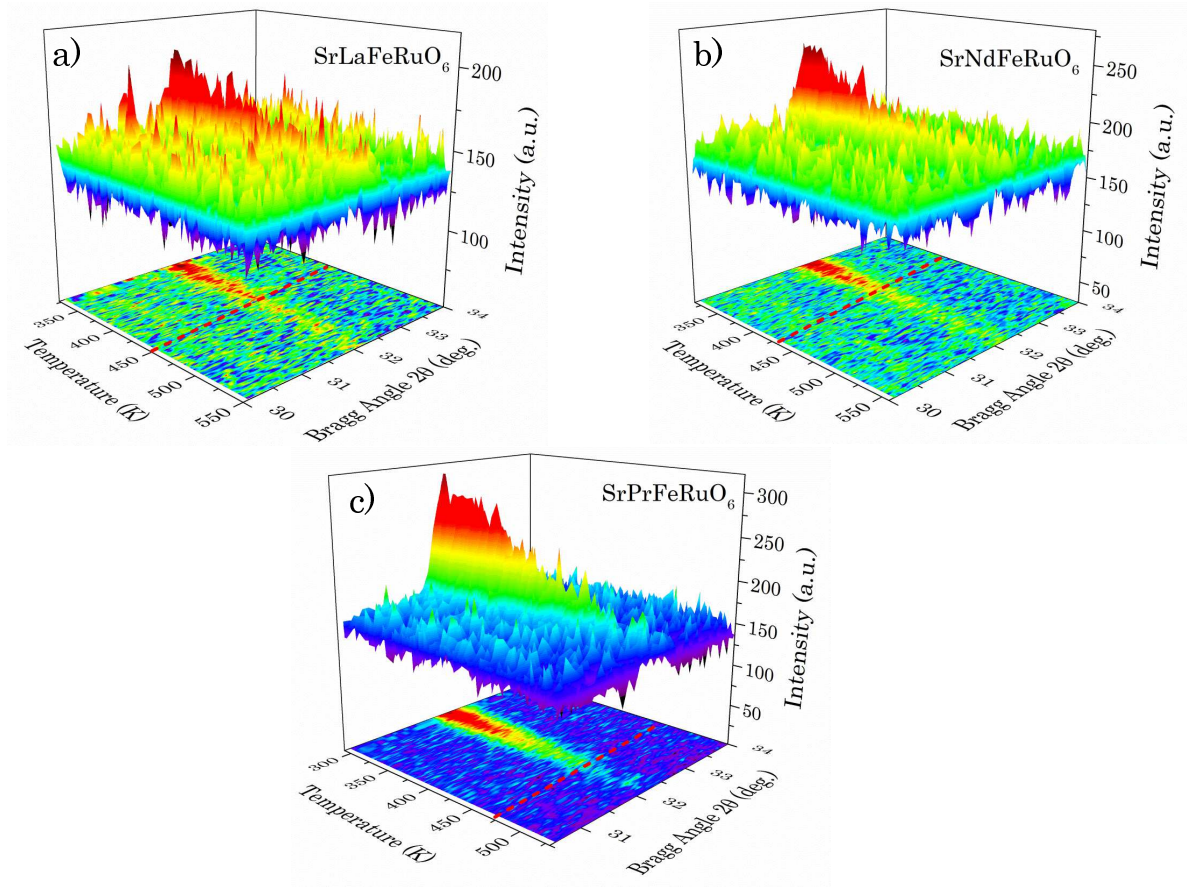 a)
SrLaFeRuO6
200
150
100
Intensity (a.u.)
350
400
450
500
550
Temperature (K)
30
31
32
33
34
Bragg Angle 2θ (deg.)
b)
SrNdFeRuO6
250
200
150
100
50
Intensity (a.u.)
350
400
450
500
550
Temperature (K)
30
31
32
33
34
Bragg Angle 2θ (deg.)
c)
SrPrFeRuO6
300
250
200
150
100
50
Intensity (a.u.)
300
350
400
450
500
Temperature (K)
31
32
33
34
Bragg Angle 2θ (deg.)